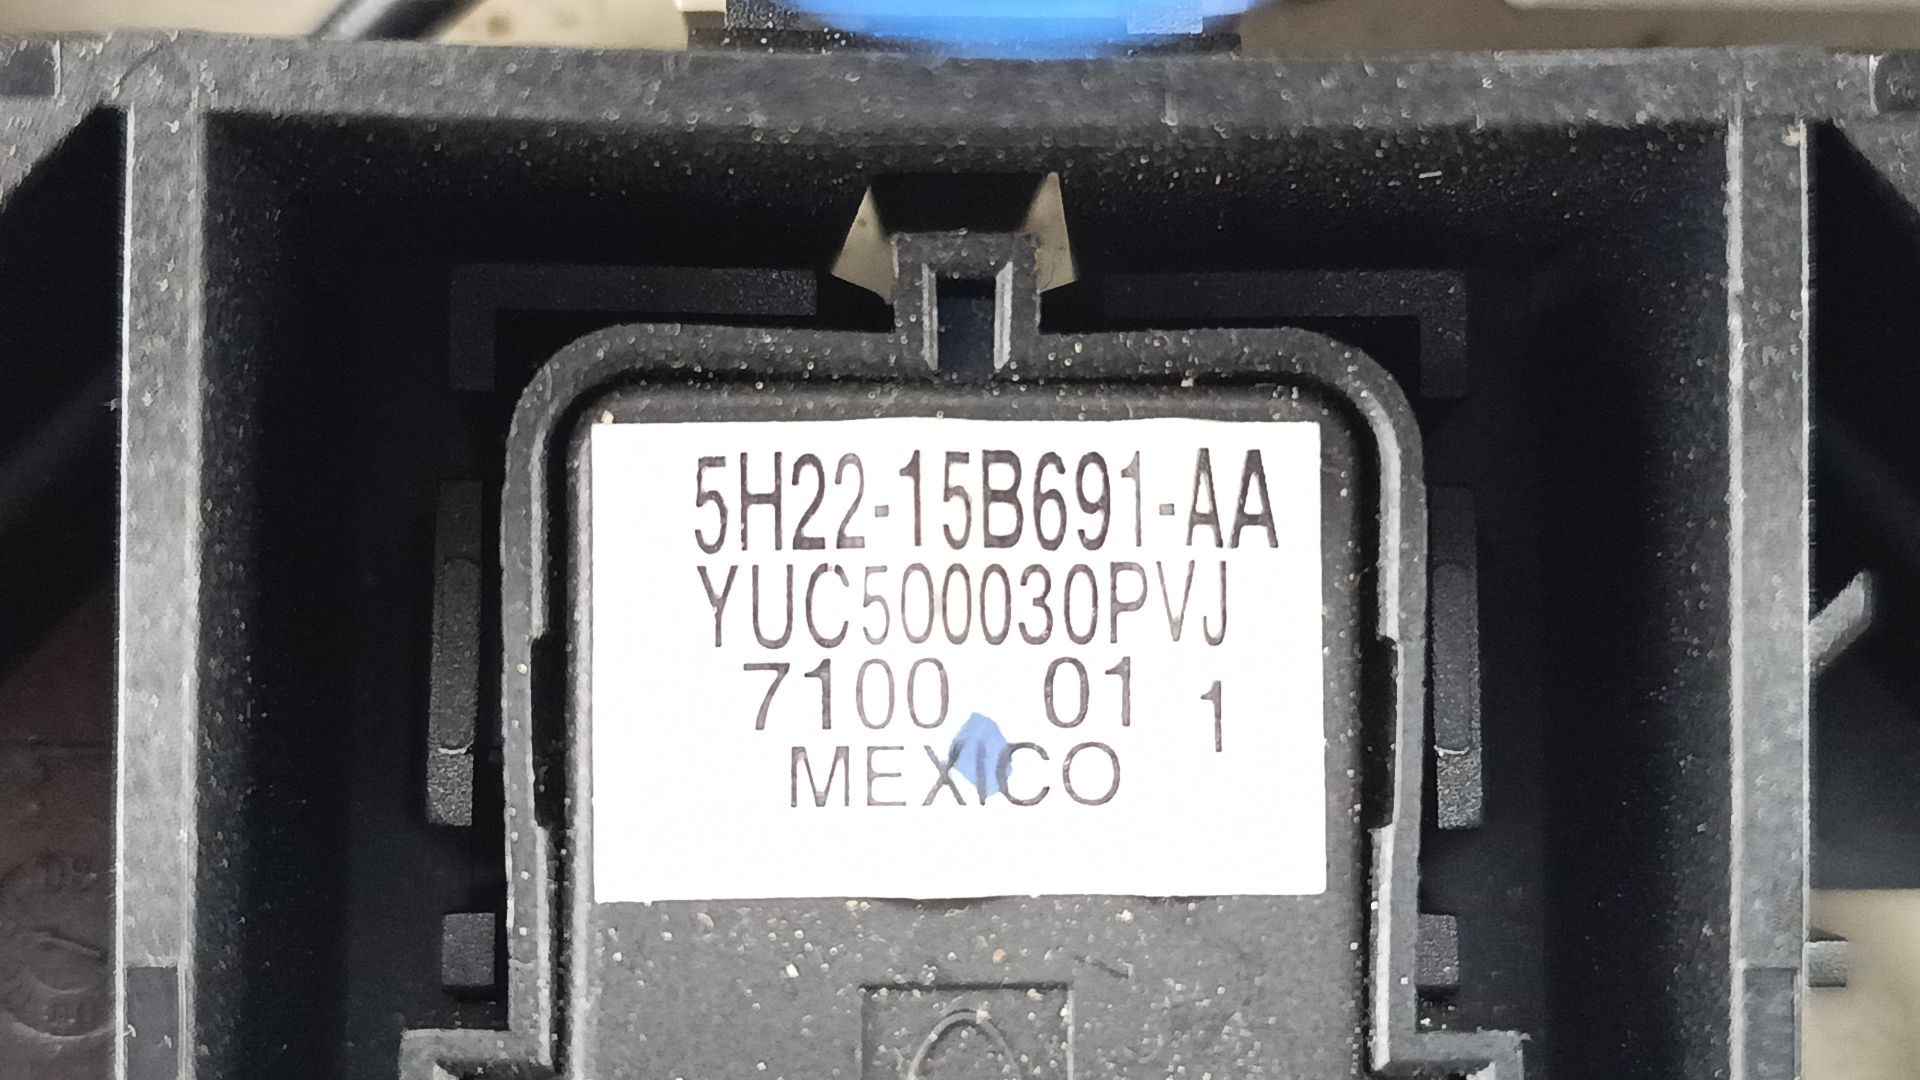 5H22-15B691-AA
YUC500030PVJ
7100 01 1
MEXICO